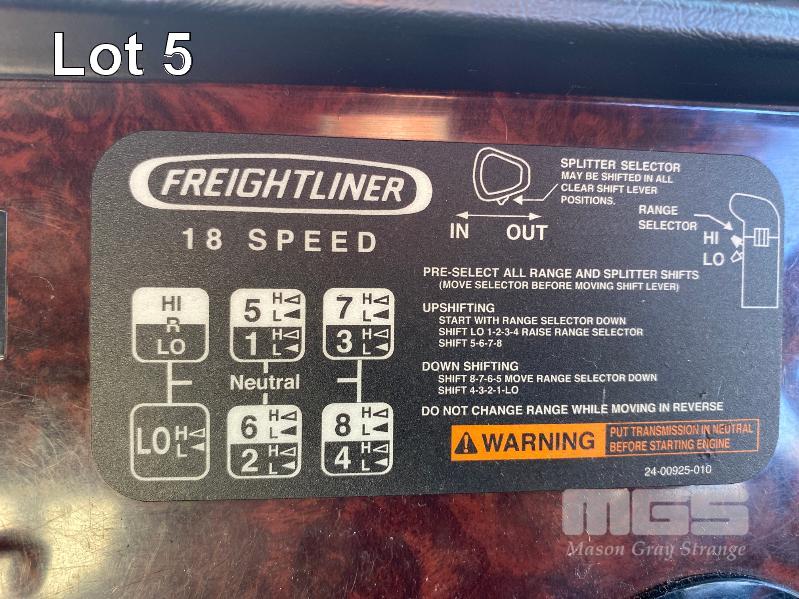 Lot 5
FREIGHTLINER
18 SPEED
SPLITTER SELECTOR
MAY BE SHIFTED IN ALL
CLEAR SHIFT LEVER
POSITIONS.
IN OUT
RANGE
SELECTOR
HI
LO
PRE-SELECT ALL RANGE AND SPLITTER SHIFTS
(MOVE SELECTOR BEFORE MOVING SHIFT LEVER)
UPSHIFTING
START WITH RANGE SELECTOR DOWN
SHIFT LO 1-2-3-4 RAISE RANGE SELECTOR
SHIFT 5-6-7-8
DOWN SHIFTING
SHIFT 8-7-6-5 MOVE RANGE SELECTOR DOWN
SHIFT 4-3-2-1-LO
DO NOT CHANGE RANGE WHILE MOVING IN REVERSE
WARNING
PUT TRANSMISSION IN NEUTRAL
BEFORE STARTING ENGINE
24-00925-010
HI
R
LO
5 H L
1 H L
7 H L
3 H L
Neutral
LO H L
6 H L
2 H L
8 H L
4 H L
MGS
Mason Gray Strange